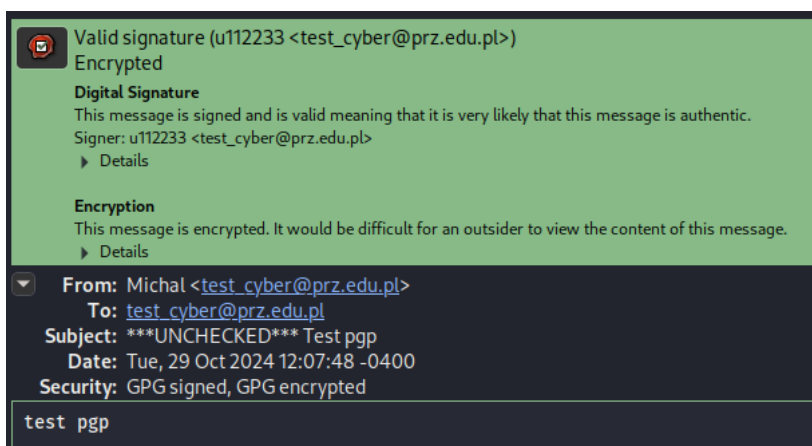 Valid signature (u112233 <test_cyber@prz.edu.pl>)
Encrypted
Digital Signature
This message is signed and is valid meaning that it is very likely that this message is authentic.
Signer: u112233 <test_cyber@prz.edu.pl>
Details
Encryption
This message is encrypted. It would be difficult for an outsider to view the content of this message.
Details
From: Michal <test_cyber@prz.edu.pl>
To: test_cyber@prz.edu.pl
Subject: ***UNCHECKED*** Test pgp
Date: Tue, 29 Oct 2024 12:07:48 -0400
Security: GPG signed, GPG encrypted
test pgp